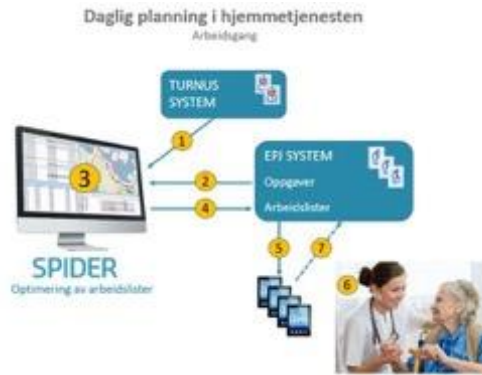 Daglig planning i hjemmetjenesten
Arbeidsgang
TURNUS
SYSTEM
1
EPJ SYSTEM
3
2
Oppgaver
4
Arbeidslister
5
7
SPIDER
Optimering av arbeidslister
6